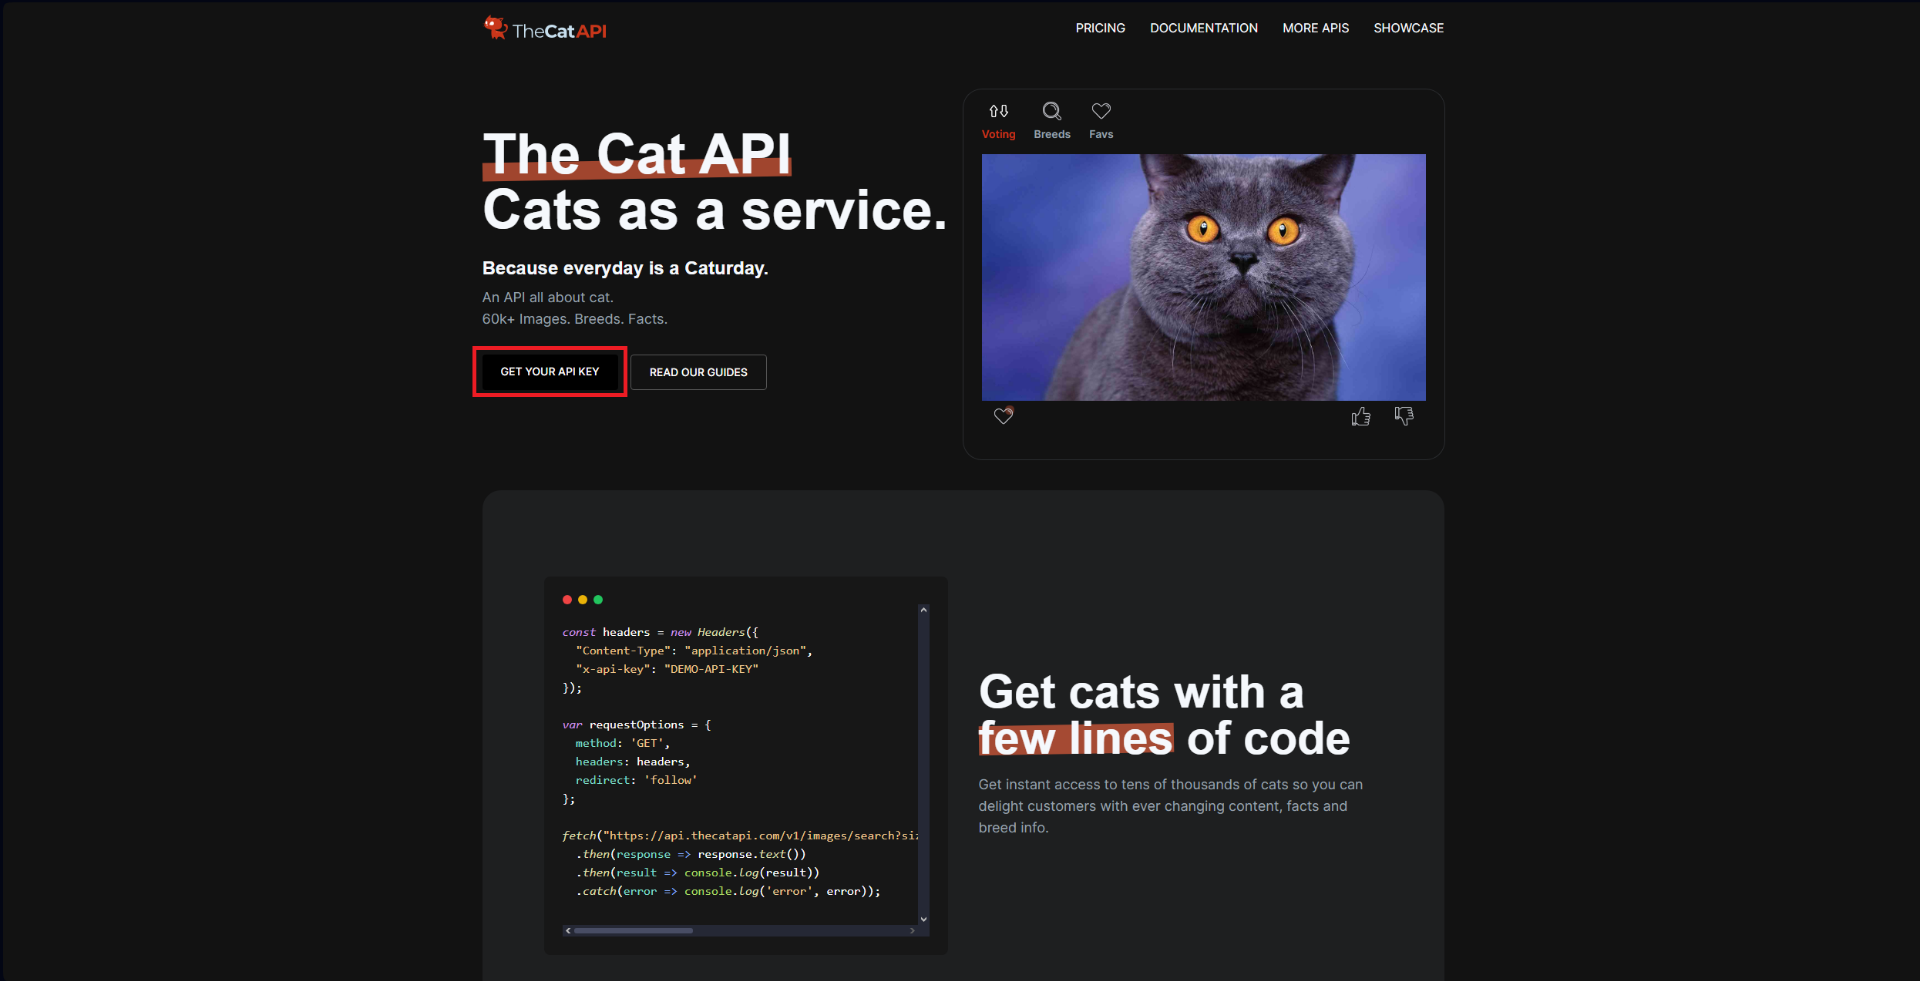 TheCatAPI
PRICING
DOCUMENTATION
MORE APIS
SHOWCASE
The Cat API
Cats as a service.
Because everyday is a Caturday.
An API all about cat.
60k+ Images. Breeds. Facts.
GET YOUR API KEY
READ OUR GUIDES
Voting
Breeds
Favs
const headers = new Headers({
  "Content-Type": "application/json",
  "x-api-key": "DEMO-API-KEY"
});
var requestOptions = {
  method: 'GET',
  headers: headers,
  redirect: 'follow'
};
fetch("https://api.thecatapi.com/v1/images/search?siz
  .then(response => response.text())
  .then(result => console.log(result))
  .catch(error => console.log('error', error));
Get cats with a
few lines of code
Get instant access to tens of thousands of cats so you can
delight customers with ever changing content, facts and
breed info.